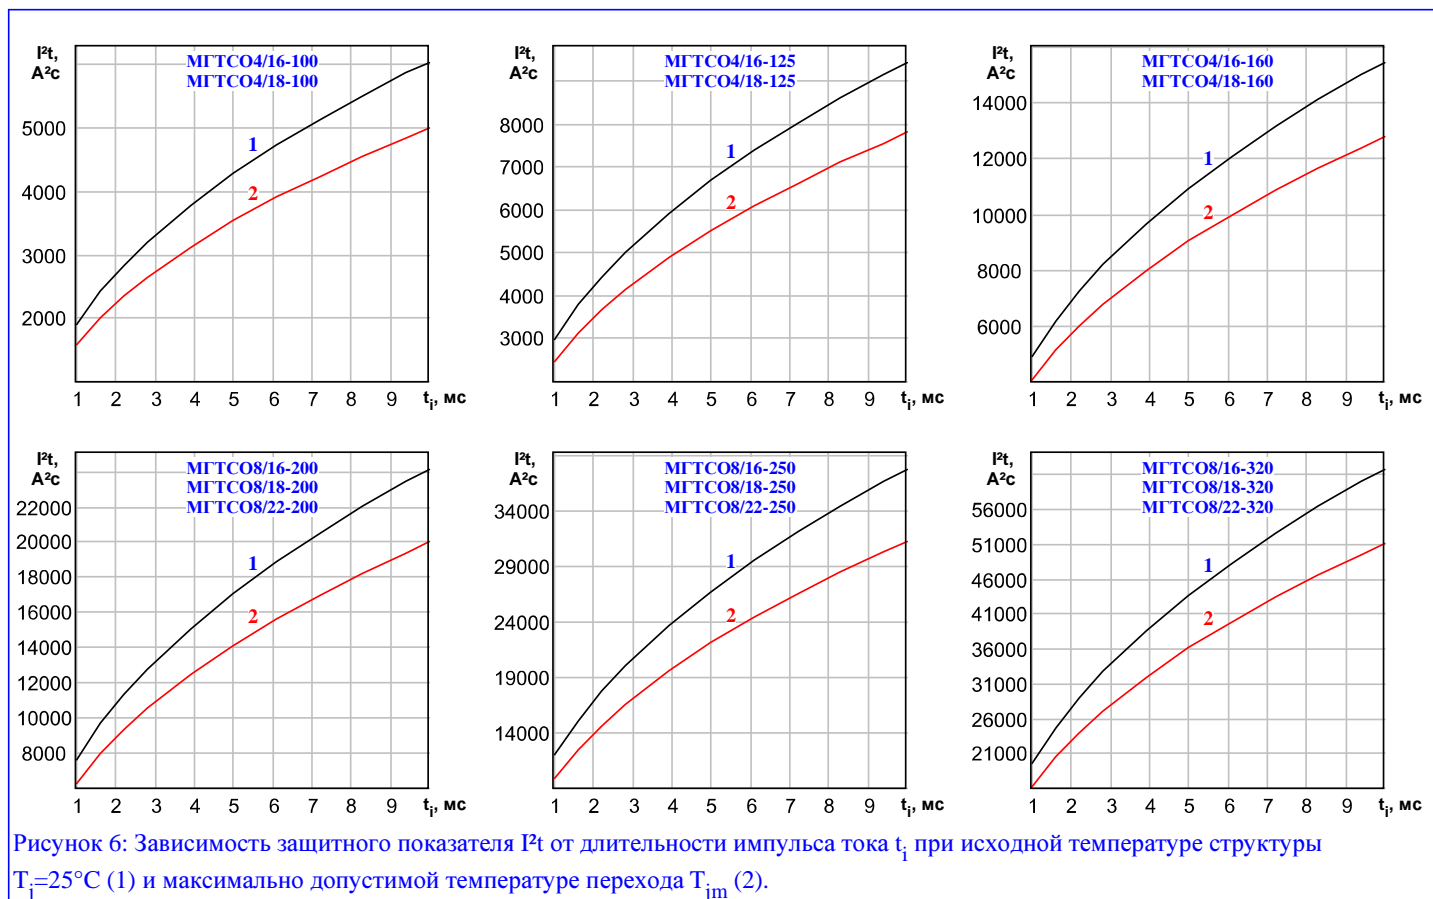 I²t,
A²c
МГТСО4/16-100
МГТСО4/18-100
5000
4000
3000
2000
1
2
1 2 3 4 5 6 7 8 9 tᵢ, мс
I²t,
A²c
МГТСО4/16-125
МГТСО4/18-125
8000
7000
6000
5000
4000
3000
1
2
1 2 3 4 5 6 7 8 9 tᵢ, мс
I²t,
A²c
МГТСО4/16-160
МГТСО4/18-160
14000
12000
10000
8000
6000
1
2
1 2 3 4 5 6 7 8 9 tᵢ, мс
I²t,
A²c
МГТСО8/16-200
МГТСО8/18-200
МГТСО8/22-200
22000
20000
18000
16000
14000
12000
10000
8000
1
2
1 2 3 4 5 6 7 8 9 tᵢ, мс
I²t,
A²c
МГТСО8/16-250
МГТСО8/18-250
МГТСО8/22-250
34000
29000
24000
19000
14000
1
2
1 2 3 4 5 6 7 8 9 tᵢ, мс
I²t,
A²c
МГТСО8/16-320
МГТСО8/18-320
МГТСО8/22-320
56000
51000
46000
41000
36000
31000
26000
21000
1
2
1 2 3 4 5 6 7 8 9 tᵢ, мс
Рисунок 6: Зависимость защитного показателя I²t от длительности импульса тока tᵢ при исходной температуре структуры
Tⱼ=25°C (1) и максимально допустимой температуре перехода Tjm (2).